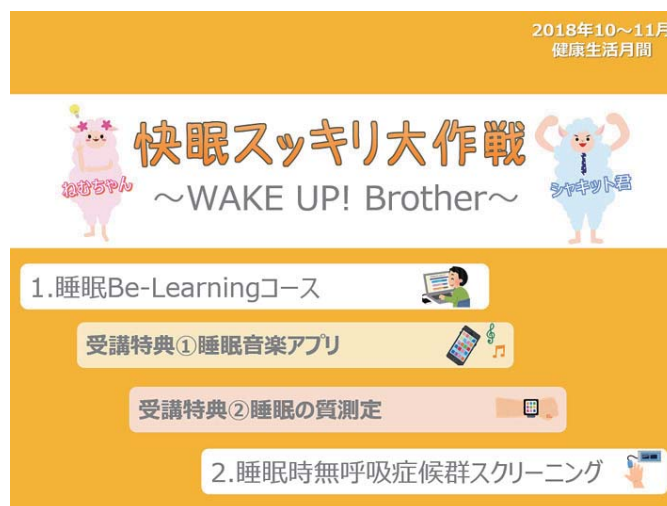 2018年10～11月
健康生活月間
快眠スッキリ大作戦
ねむちゃん
～WAKE UP! Brother～
シャキット君
1.睡眠Be-Learningコース
受講特典①睡眠音楽アプリ
受講特典②睡眠の質測定
2.睡眠時無呼吸症候群スクリーニング